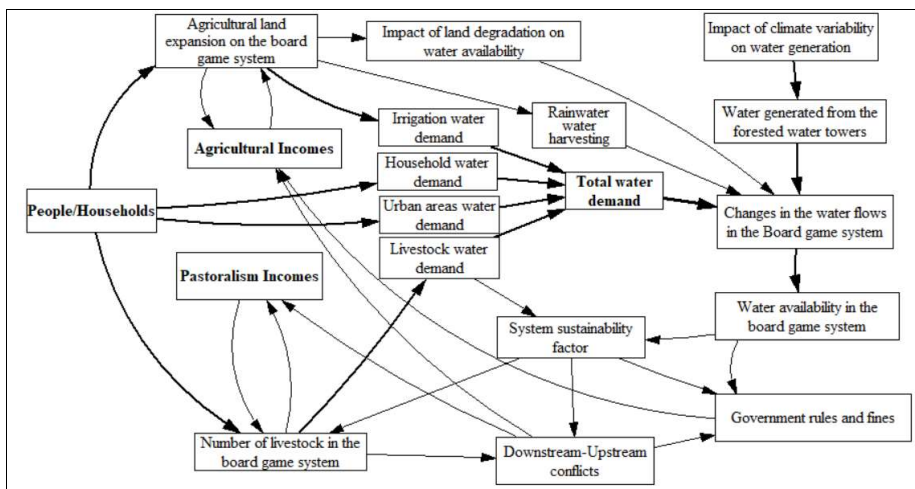 Agricultural land
expansion on the board
game system
Impact of land degradation on
water availability
Impact of climate variability
on water generation
Irrigation water
demand
Rainwater
water
harvesting
Water generated from the
forested water towers
Agricultural Incomes
Household water
demand
Total water
demand
People/Households
Urban areas water
demand
Changes in the water flows
in the Board game system
Livestock water
demand
Pastoralism Incomes
Water availability in the
board game system
System sustainability
factor
Government rules and fines
Number of livestock in the
board game system
Downstream-Upstream
conflicts